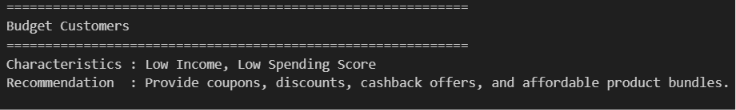 ============================================================
Budget Customers
============================================================
Characteristics : Low Income, Low Spending Score
Recommendation  : Provide coupons, discounts, cashback offers, and affordable product bundles.